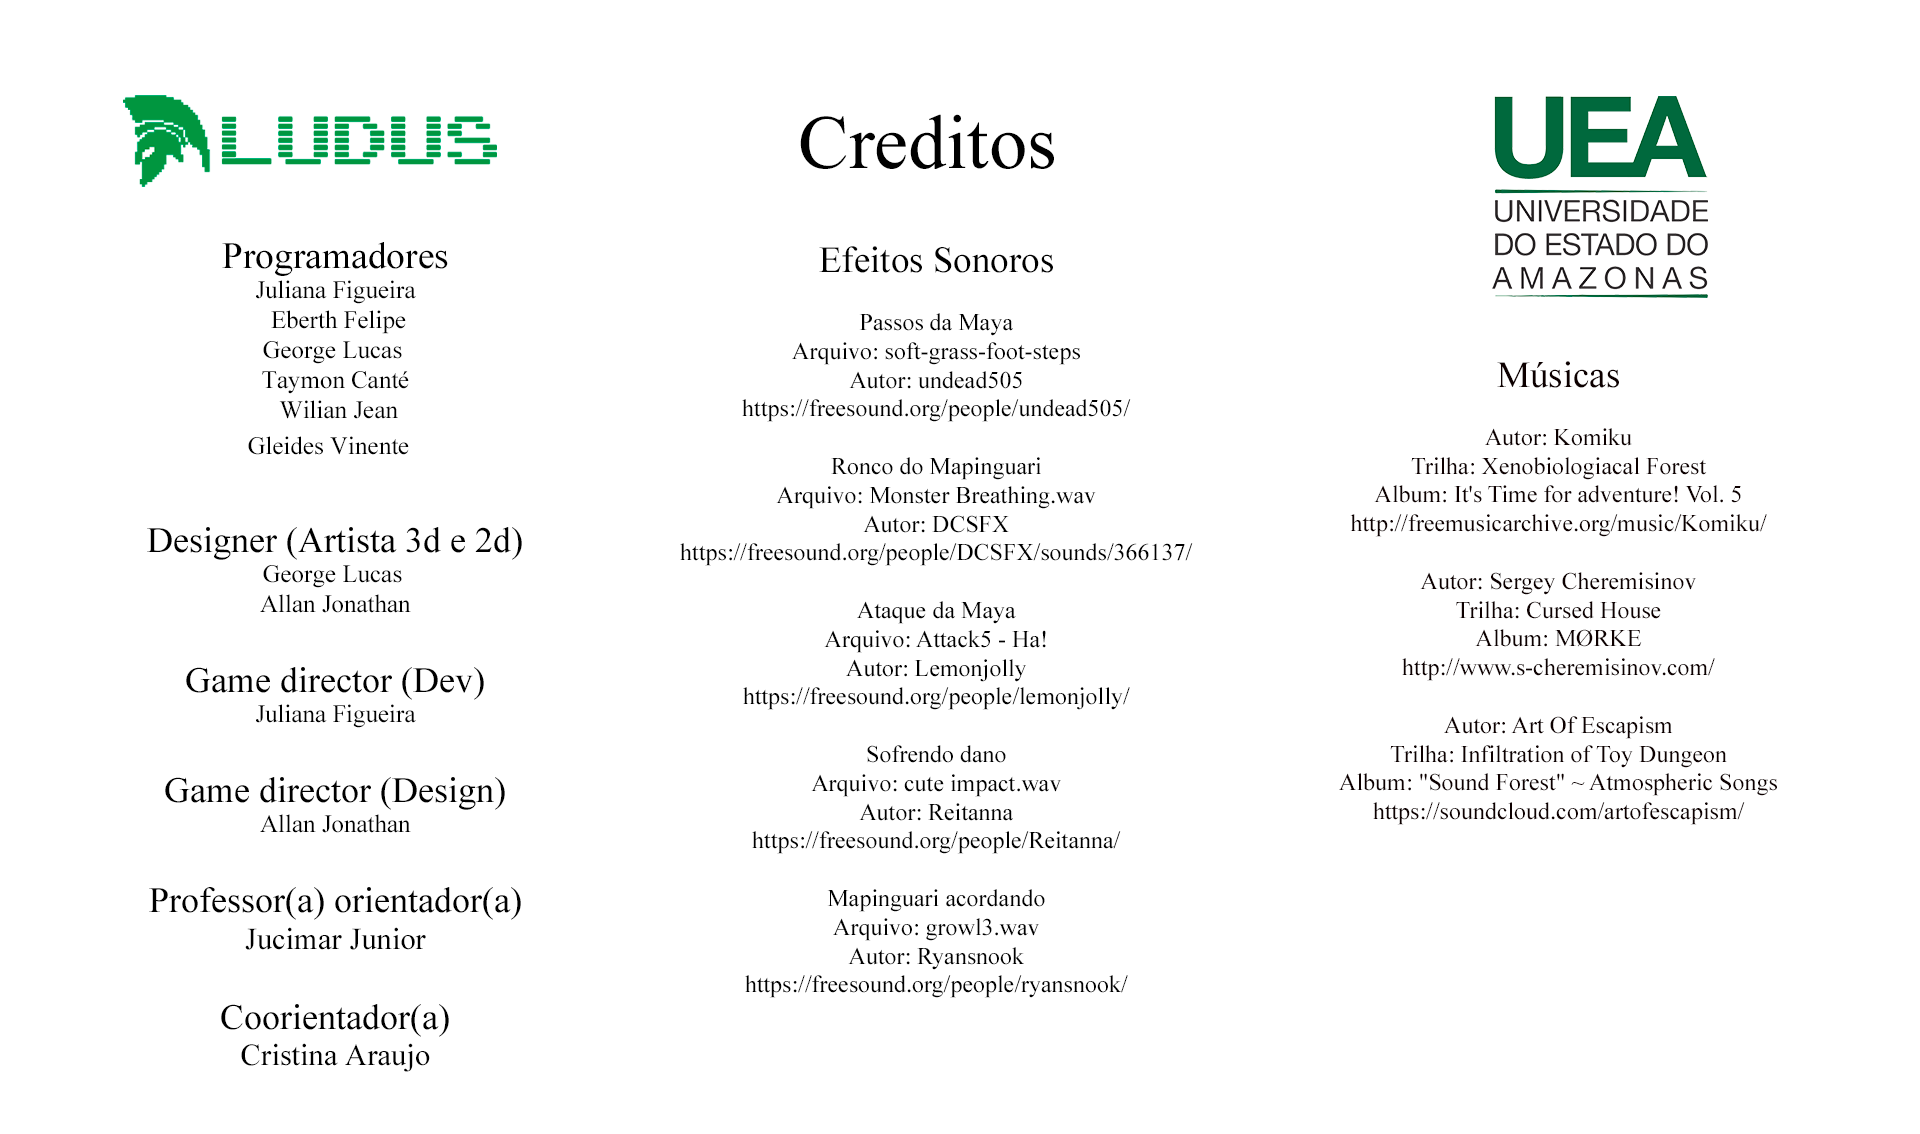 LUDUS
Creditos
UEA
UNIVERSIDADE
DO ESTADO DO
AMAZONAS
Programadores
Juliana Figueira
Eberth Felipe
George Lucas
Taymon Canté
Wilian Jean
Gleides Vinente
Designer (Artista 3d e 2d)
George Lucas
Allan Jonathan
Game director (Dev)
Juliana Figueira
Game director (Design)
Allan Jonathan
Professor(a) orientador(a)
Jucimar Junior
Coorientador(a)
Cristina Araujo
Efeitos Sonoros
Passos da Maya
Arquivo: soft-grass-foot-steps
Autor: undead505
https://freesound.org/people/undead505/
Ronco do Mapinguari
Arquivo: Monster Breathing.wav
Autor: DCSFX
https://freesound.org/people/DCSFX/sounds/366137/
Ataque da Maya
Arquivo: Attack5 - Ha!
Autor: Lemonjolly
https://freesound.org/people/lemonjolly/
Sofrendo dano
Arquivo: cute impact.wav
Autor: Reitanna
https://freesound.org/people/Reitanna/
Mapinguari acordando
Arquivo: growl3.wav
Autor: Ryansnook
https://freesound.org/people/ryansnook/
Músicas
Autor: Komiku
Trilha: Xenobiologiacal Forest
Album: It's Time for adventure! Vol. 5
http://freemusicarchive.org/music/Komiku/
Autor: Sergey Cheremisinov
Trilha: Cursed House
Album: MØRKE
http://www.s-cheremisinov.com/
Autor: Art Of Escapism
Trilha: Infiltration of Toy Dungeon
Album: "Sound Forest" ~ Atmospheric Songs
https://soundcloud.com/artofescapism/